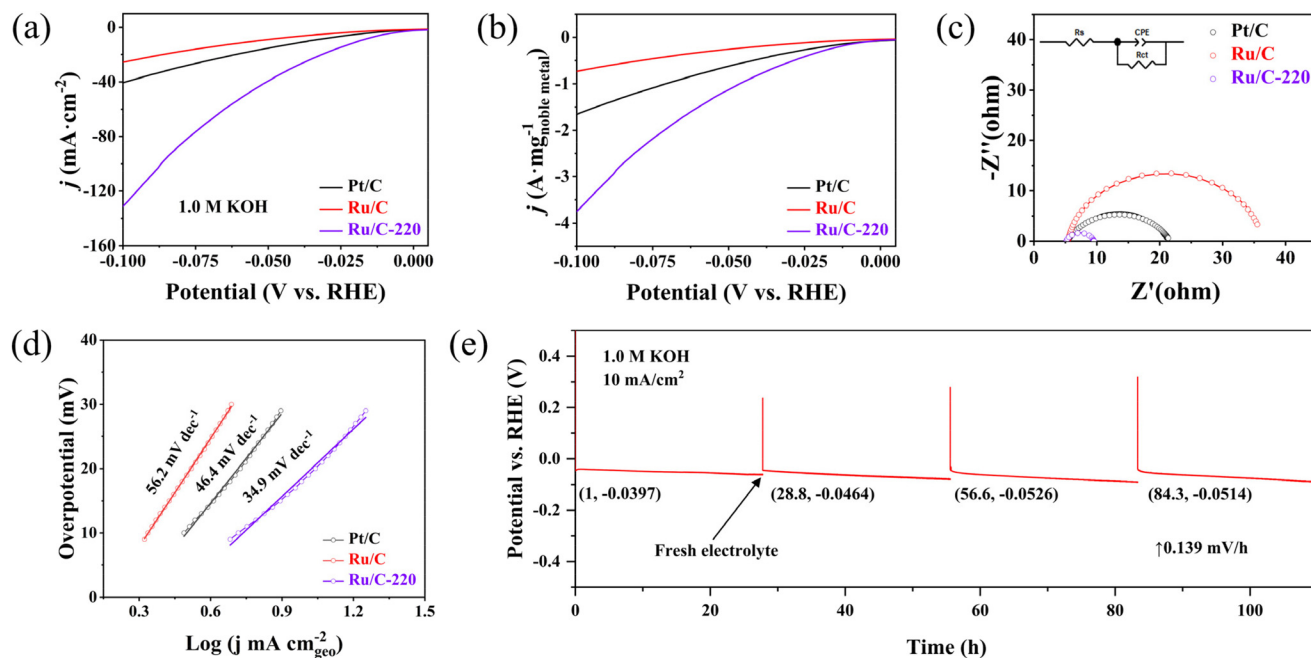 (a)
0
-40
-80
-120
-160
j (mA·cm⁻²)
1.0 M KOH
Pt/C
Ru/C
Ru/C-220
-0.100
-0.075
-0.050
-0.025
0.000
Potential (V vs. RHE)
(b)
0
-1
-2
-3
-4
j (A·mg⁻¹noble metal)
Pt/C
Ru/C
Ru/C-220
-0.100
-0.075
-0.050
-0.025
0.000
Potential (V vs. RHE)
(c)
40
35
30
25
20
15
10
5
0
-Z''(ohm)
Rs
CPE
Rct
Pt/C
Ru/C
Ru/C-220
0
10
20
30
40
Z'(ohm)
(d)
60
50
40
30
20
10
0
Overpotential (mV)
56.2 mV dec⁻¹
46.4 mV dec⁻¹
34.9 mV dec⁻¹
Pt/C
Ru/C
Ru/C-220
0.3
0.6
0.9
1.2
1.5
Log (j mA cm⁻²geo)
(e)
0.4
0.2
0.0
-0.2
-0.4
Potential vs. RHE (V)
1.0 M KOH
10 mA/cm²
(1, -0.0397)
(28.8, -0.0464)
(56.6, -0.0526)
(84.3, -0.0514)
Fresh electrolyte
↑0.139 mV/h
0
20
40
60
80
100
Time (h)